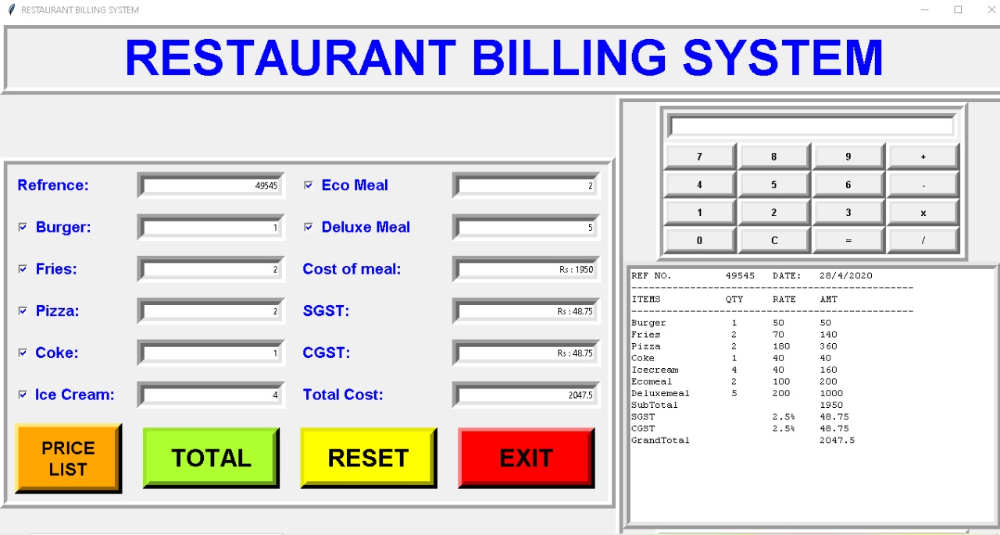 RESTAURANT BILLING SYSTEM
RESTAURANT BILLING SYSTEM
Refrence: 49545 Eco Meal 2
Burger: 1 Deluxe Meal 5
Fries: 2 Cost of meal: Rs : 1950
Pizza: 2 SGST: Rs : 48.75
Coke: 1 CGST: Rs : 48.75
Ice Cream: 4 Total Cost: 2047.5
PRICE
LIST
TOTAL RESET EXIT
7 8 9 +
4 5 6 -
1 2 3 x
0 C = /
REF NO. 49545 DATE: 28/4/2020
------------------------------------------------
ITEMS QTY RATE AMT
------------------------------------------------
Burger 1 50 50
Fries 2 70 140
Pizza 2 180 360
Coke 1 40 40
Icecream 4 40 160
Ecomeal 2 100 200
Deluxemeal 5 200 1000
SubTotal 1950
SGST 2.5% 48.75
CGST 2.5% 48.75
GrandTotal 2047.5